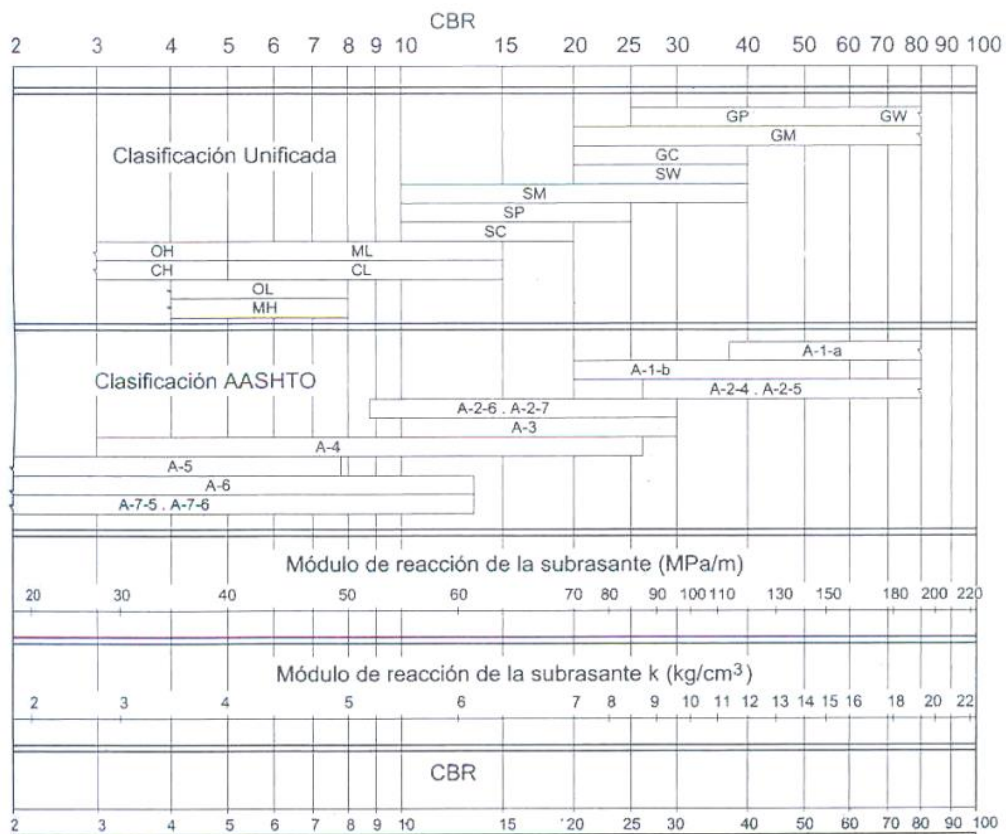 CBR
2 3 4 5 6 7 8 9 10 15 20 25 30 40 50 60 70 80 90 100
GP GW
GM
Clasificación Unificada
GC
SW
SM
SP
SC
OH ML
CH CL
OL
MH
A-1-a
A-1-b
Clasificación AASHTO
A-2-4 . A-2-5
A-2-6 . A-2-7
A-3
A-4
A-5
A-6
A-7-5 . A-7-6
Módulo de reacción de la subrasante (MPa/m)
20 30 40 50 60 70 80 90 100 110 130 150 180 200 220
Módulo de reacción de la subrasante k (kg/cm³)
2 3 4 5 6 7 8 9 10 11 12 13 14 15 16 18 20 22
CBR
2 3 4 5 6 7 8 9 10 15 20 25 30 40 50 60 70 80 90 100